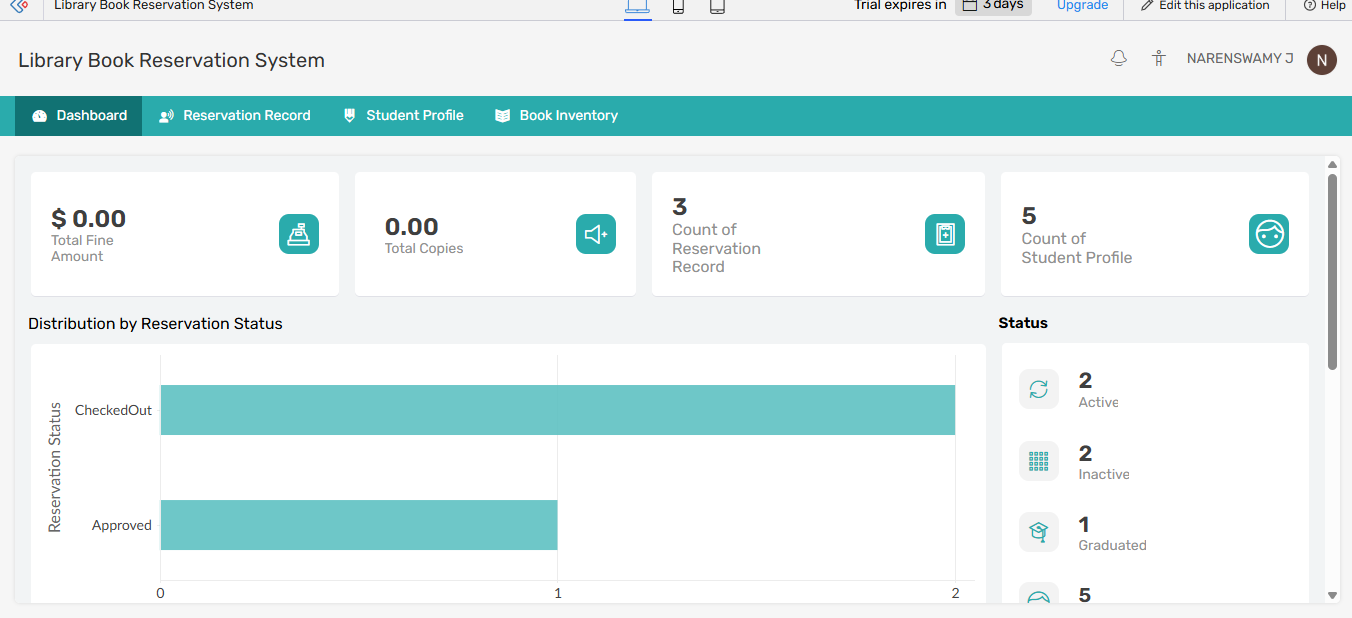 Library Book Reservation System
Trial expires in 3 days Upgrade Edit this application Help
Library Book Reservation System
NARENSWAMY J N
Dashboard Reservation Record Student Profile Book Inventory
$ 0.00
Total Fine
Amount
0.00
Total Copies
3
Count of
Reservation
Record
5
Count of
Student Profile
Distribution by Reservation Status
Reservation Status
CheckedOut
Approved
0 1 2
Status
2
Active
2
Inactive
1
Graduated
5